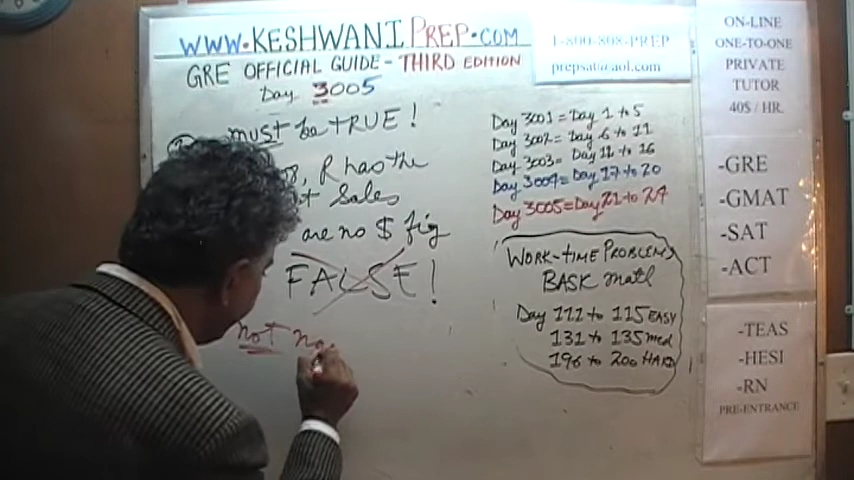 WWW.KESHWANIPREP.COM
GRE OFFICIAL GUIDE - THIRD EDITION
Day 3005
must be TRUE!
R has the
Sales
are no $ fig
FALSE!
not
1-800-808-PREP
prepsat@aol.com
Day 3001 = Day 1 to 5
Day 3002 = Day 6 to 11
Day 3003 = Day 12 to 16
Day 3004 = Day 17 to 20
Day 3005 = Day 21 to 24
WORK-TIME PROBLEMS
BASK math
Day 111 to 115 EASY
131 to 135 med
196 to 200 HARD
ON-LINE
ONE-TO-ONE
PRIVATE
TUTOR
40$ / HR.
-GRE
-GMAT
-SAT
-ACT
-TEAS
-HESI
-RN
PRE-ENTRANCE